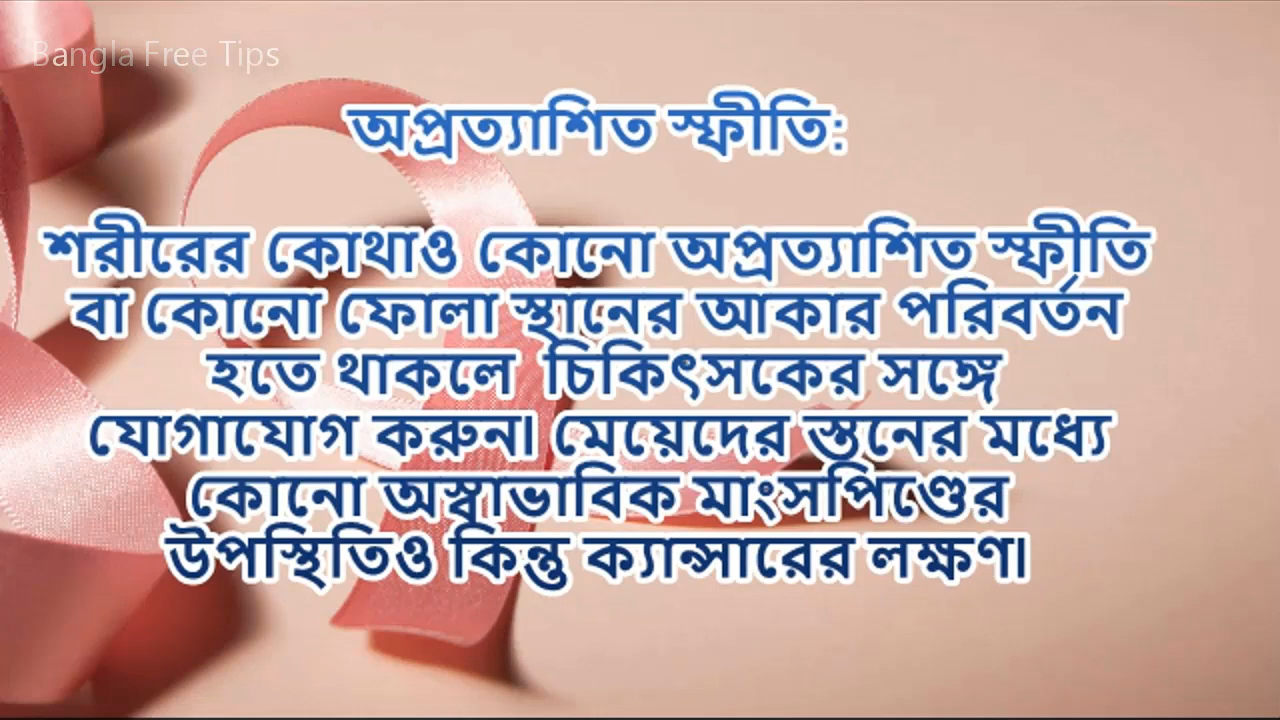 Bangla Free Tips
অপ্রত্যাশিত স্ফীতি:
শরীরের কোথাও কোনো অপ্রত্যাশিত স্ফীতি
বা কোনো ফোলা স্থানের আকার পরিবর্তন
হতে থাকলে চিকিৎসকের সঙ্গে
যোগাযোগ করুন। মেয়েদের স্তনের মধ্যে
কোনো অস্বাভাবিক মাংসপিণ্ডের
উপস্থিতিও কিন্তু ক্যান্সারের লক্ষণ।